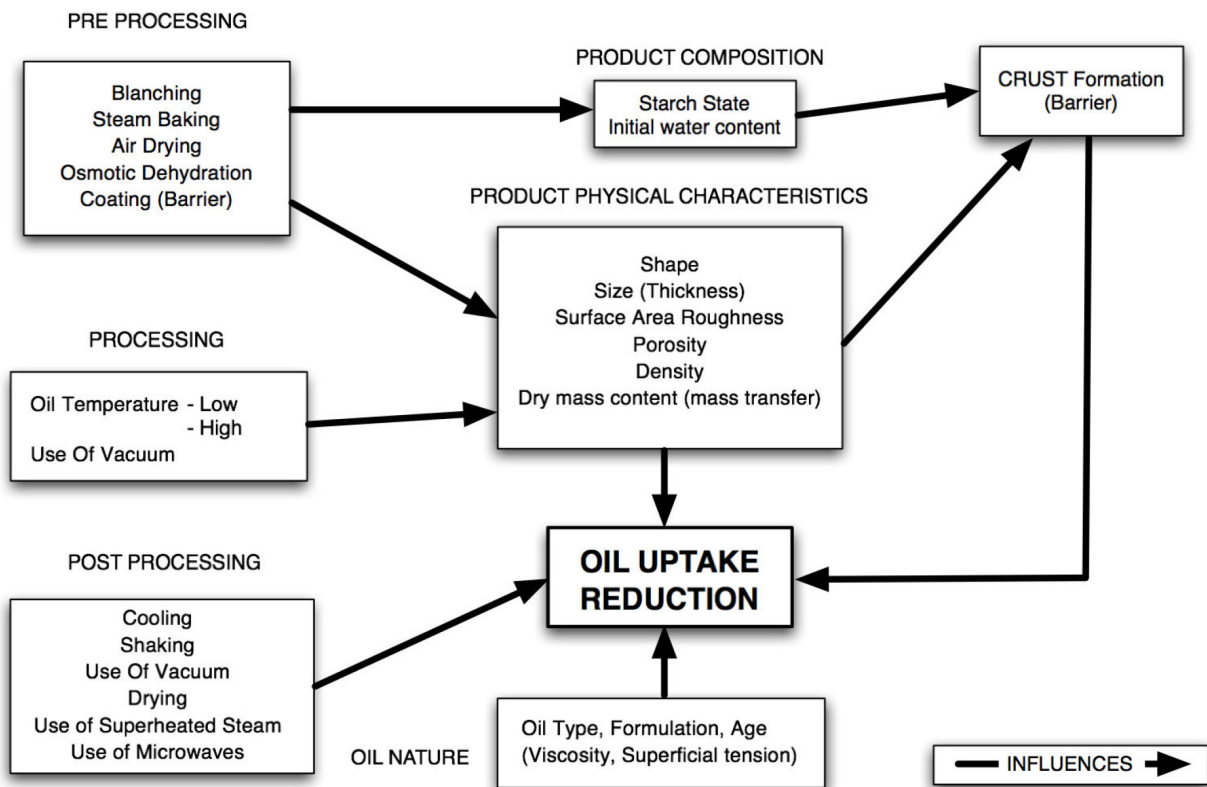 PRE PROCESSING
Blanching
Steam Baking
Air Drying
Osmotic Dehydration
Coating (Barrier)
PRODUCT COMPOSITION
Starch State
Initial water content
CRUST Formation
(Barrier)
PRODUCT PHYSICAL CHARACTERISTICS
Shape
Size (Thickness)
Surface Area Roughness
Porosity
Density
Dry mass content (mass transfer)
PROCESSING
Oil Temperature - Low
- High
Use Of Vacuum
POST PROCESSING
Cooling
Shaking
Use Of Vacuum
Drying
Use of Superheated Steam
Use of Microwaves
OIL UPTAKE
REDUCTION
OIL NATURE
Oil Type, Formulation, Age
(Viscosity, Superficial tension)
INFLUENCES